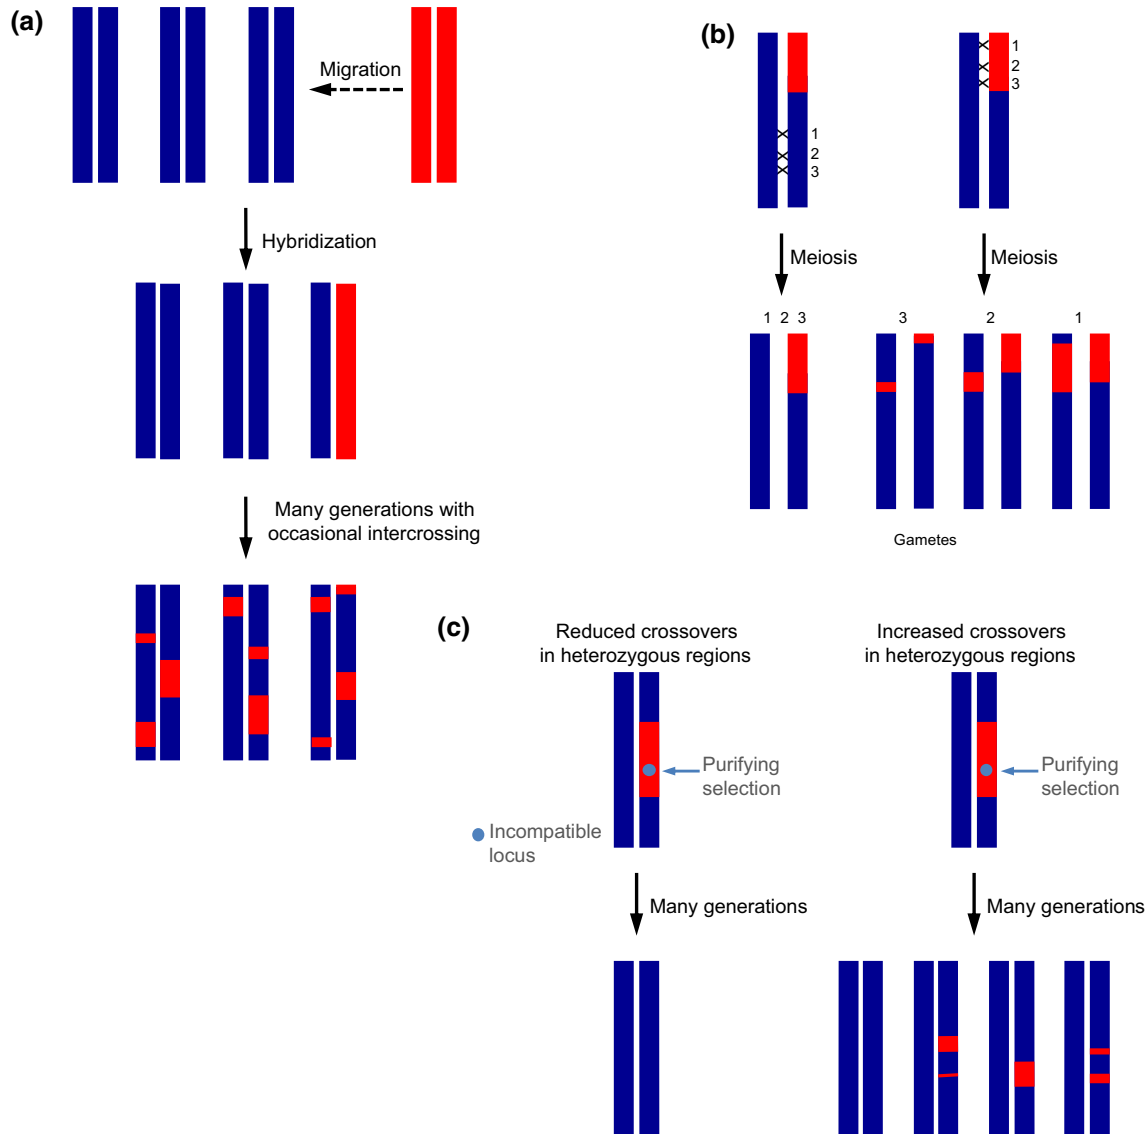 (a)
Migration
Hybridization
Many generations with
occasional intercrossing
(b)
1
2
3
1
2
3
Meiosis
Meiosis
1 2 3
3
2
1
Gametes
(c)
Reduced crossovers
in heterozygous regions
Increased crossovers
in heterozygous regions
Purifying
selection
Purifying
selection
Incompatible
locus
Many generations
Many generations